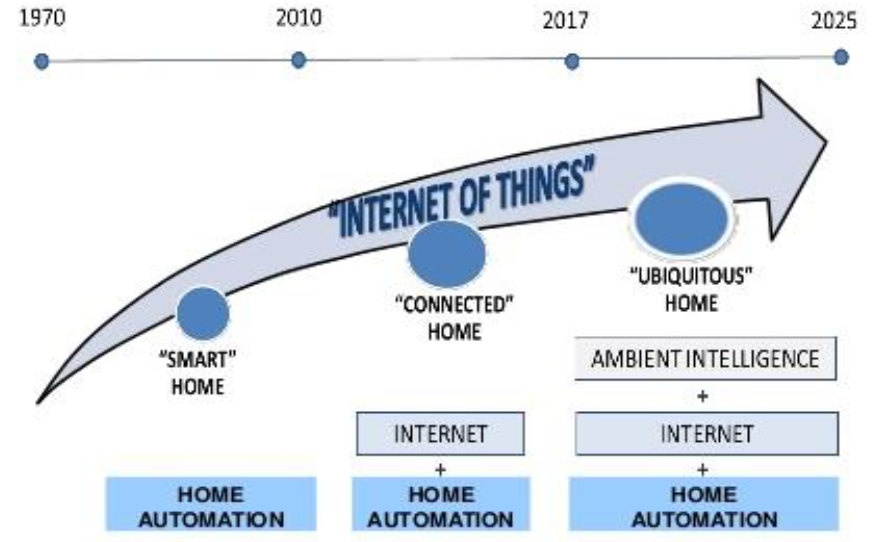 1970 2010 2017 2025
"INTERNET OF THINGS"
"SMART"
HOME
"CONNECTED"
HOME
"UBIQUITOUS"
HOME
AMBIENT INTELLIGENCE
+
INTERNET
INTERNET
+
+
HOME
AUTOMATION
HOME
AUTOMATION
HOME
AUTOMATION